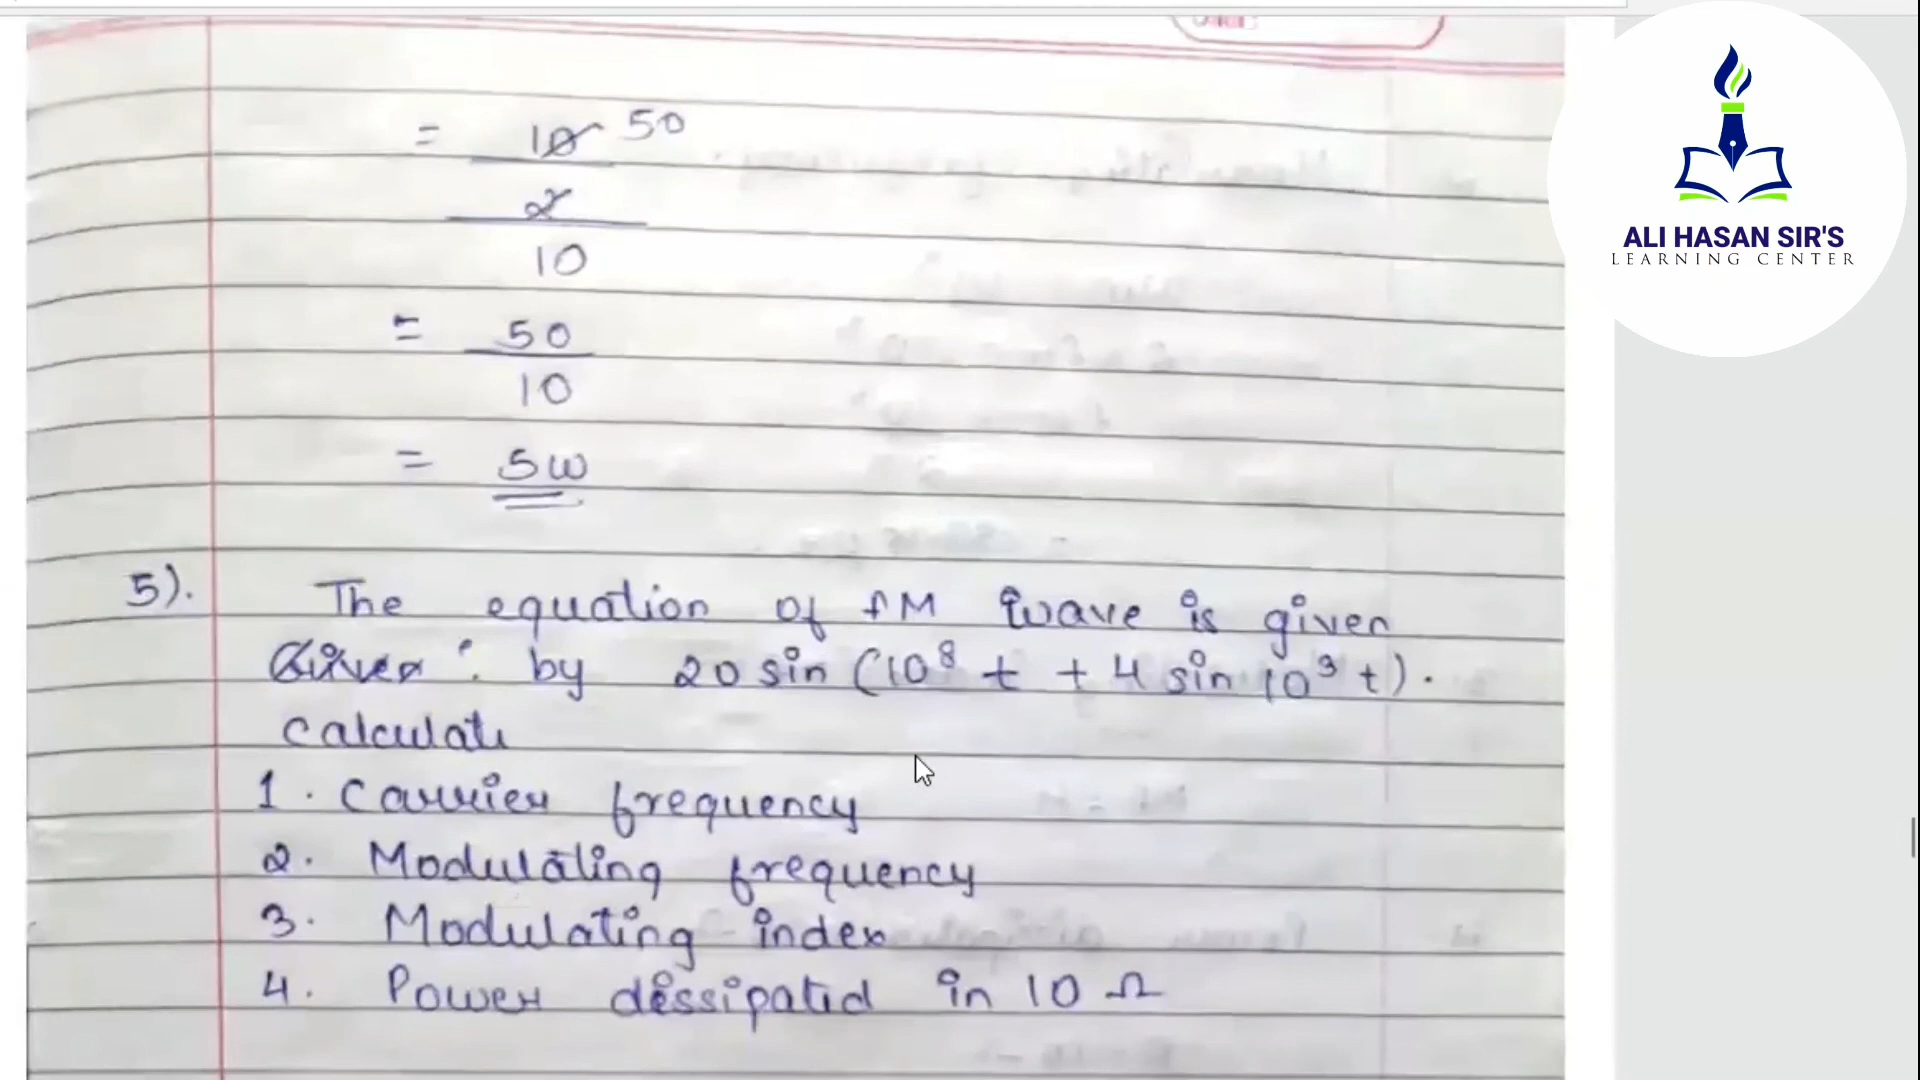 = 10 50
2
10
= 50
10
= 5W
5). The equation of fM wave is given
by 20 sin (10⁸ t + 4 sin 10³ t).
calculate
1. Carrier frequency
2. Modulating frequency
3. Modulating index
4. Power dessipated in 10 Ω
ALI HASAN SIR'S
LEARNING CENTER